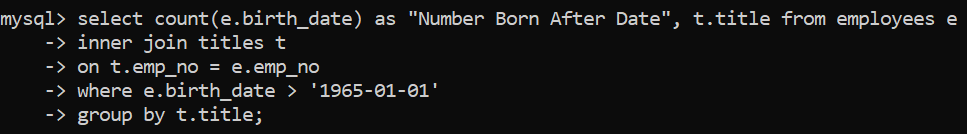 mysql> select count(e.birth_date) as "Number Born After Date", t.title from employees e
    -> inner join titles t
    -> on t.emp_no = e.emp_no
    -> where e.birth_date > '1965-01-01'
    -> group by t.title;